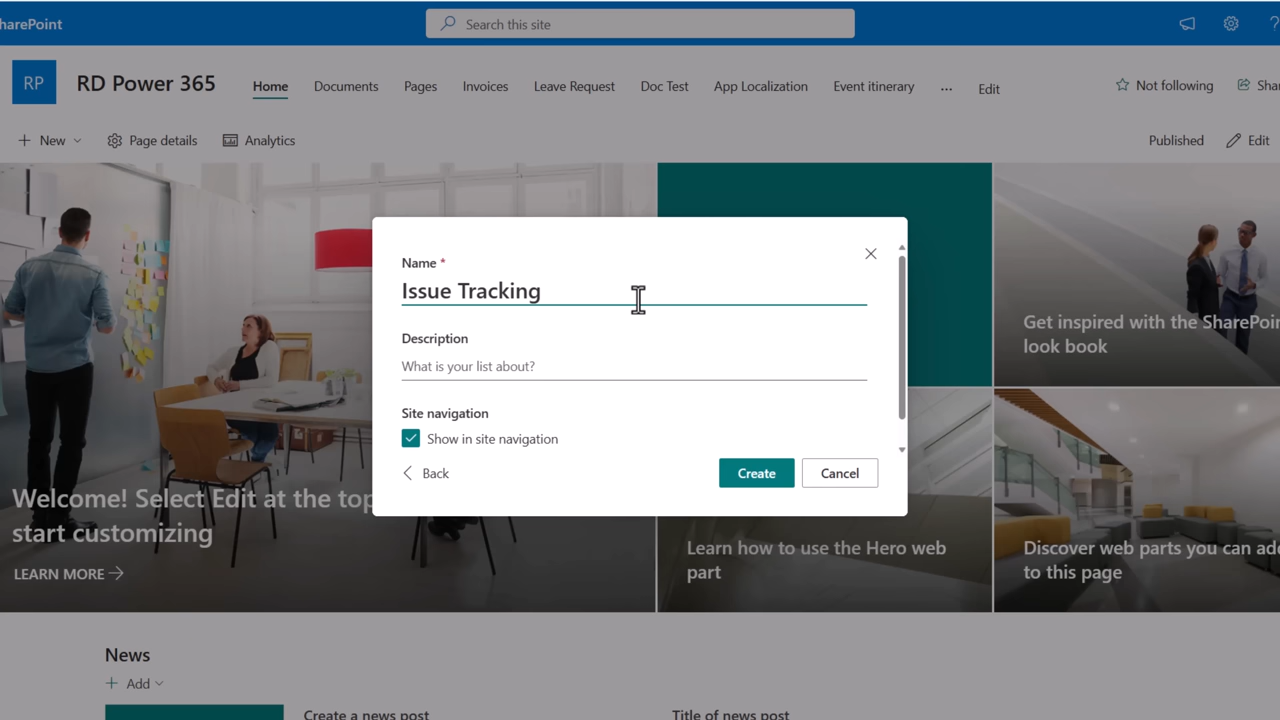 harePoint
Search this site
?
RP
RD Power 365
Home
Documents
Pages
Invoices
Leave Request
Doc Test
App Localization
Event itinerary
...
Edit
Not following
Shar
+ New
Page details
Analytics
Published
Edit
Name *
Issue Tracking
Description
What is your list about?
Site navigation
Show in site navigation
Back
Create
Cancel
Welcome! Select Edit at the top
start customizing
LEARN MORE
Get inspired with the SharePoin
look book
Learn how to use the Hero web
part
Discover web parts you can add
to this page
News
+ Add
Create a news post
Title of news post